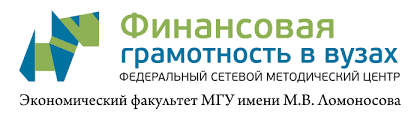 Финансовая
грамотность в вузах
ФЕДЕРАЛЬНЫЙ СЕТЕВОЙ МЕТОДИЧЕСКИЙ ЦЕНТР
Экономический факультет МГУ имени М.В. Ломоносова